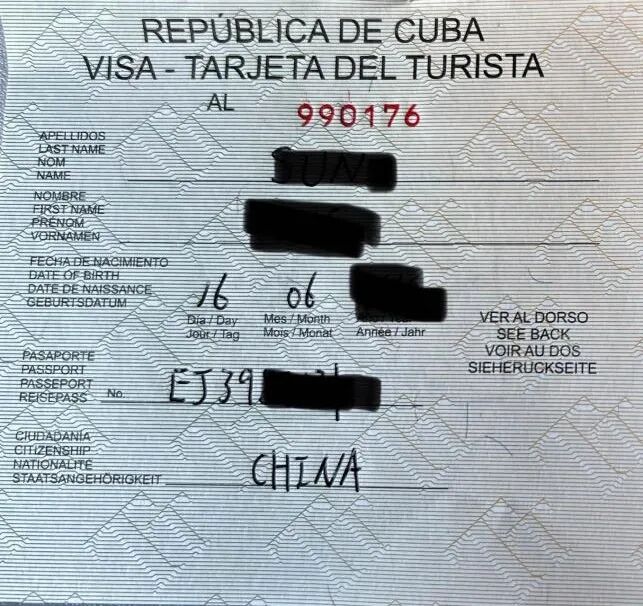 REPÚBLICA DE CUBA
VISA - TARJETA DEL TURISTA
AL 990176
APELLIDOS
LAST NAME
NOM
NAME
NOMBRE
FIRST NAME
PRÉNOM
VORNAMEN
FECHA DE NACIMIENTO
DATE OF BIRTH
DATE DE NAISSANCE
GEBURTSDATUM
16 06
Día / Day Mes / Month
Jour / Tag Mois / Monat Année / Jahr
VER AL DORSO
SEE BACK
VOIR AU DOS
SIEHERUCKSEITE
PASAPORTE
PASSPORT
PASSEPORT
REISEPASS No. EJ39
CIUDADANIA
CITIZENSHIP
NATIONALITÉ
STAATSANGEHÖRIGKEIT CHINA